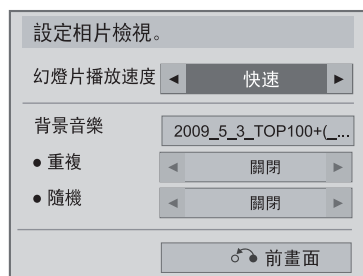 設定相片檢視。
幻燈片播放速度 ◄ 快速 ►
背景音樂 2009_5_3_TOP100+(_...
● 重複 ◄ 關閉 ►
● 隨機 ◄ 關閉 ►
前畫面